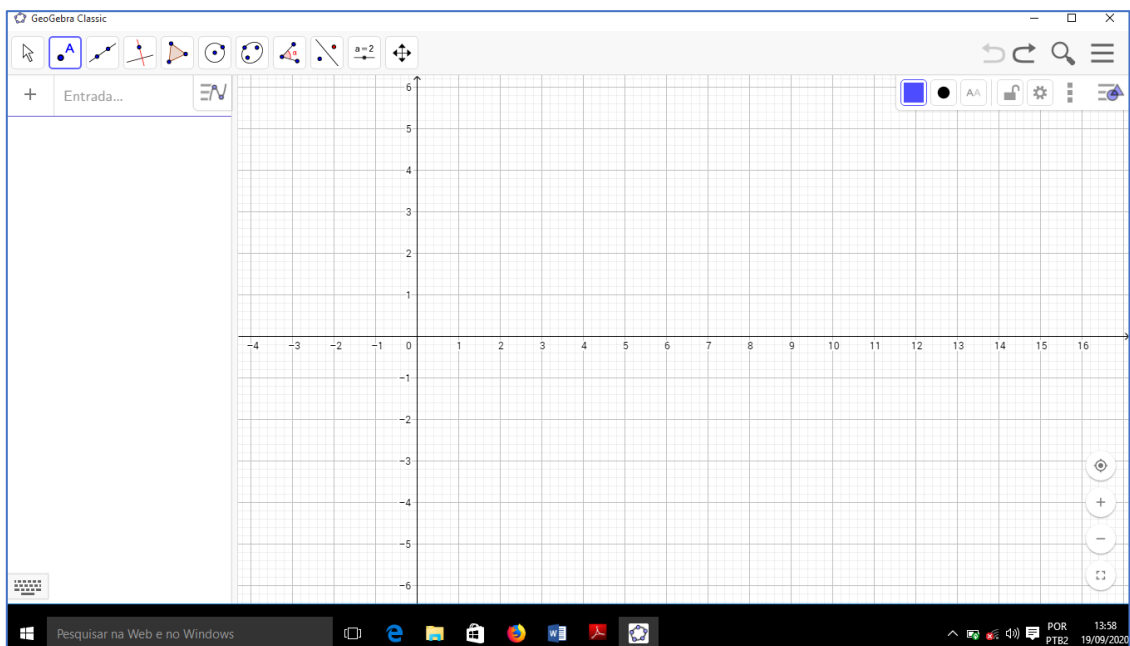 GeoGebra Classic
A
α
a=2
+ Entrada...
AA
6
5
4
3
2
1
−4 −3 −2 −1 0 1 2 3 4 5 6 7 8 9 10 11 12 13 14 15 16
−1
−2
−3
−4
−5
−6
Pesquisar na Web e no Windows
POR 13:58
PTB2 19/09/2020